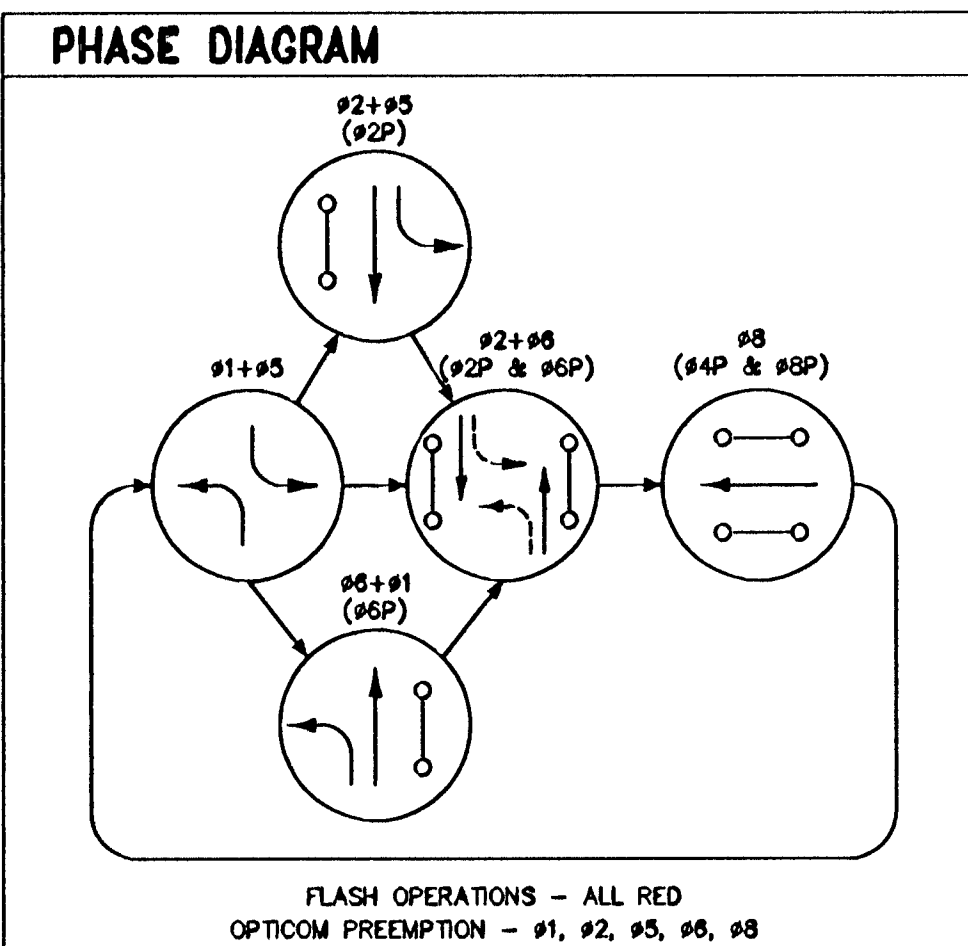 PHASE DIAGRAM
ø2+ø5
(ø2P)
ø1+ø5
ø2+ø6
(ø2P & ø6P)
ø8
(ø4P & ø8P)
ø6+ø1
(ø6P)
FLASH OPERATIONS – ALL RED
OPTICOM PREEMPTION – ø1, ø2, ø5, ø6, ø8